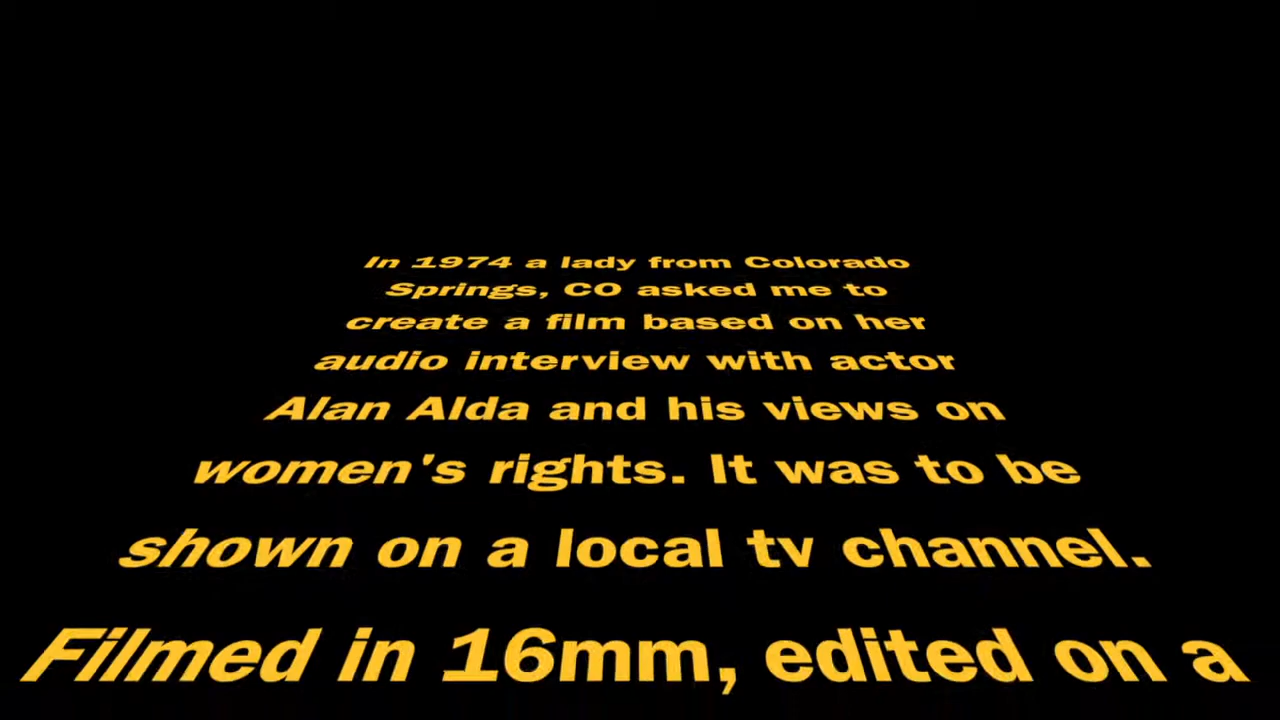 In 1974 a lady from Colorado
Springs, CO asked me to
create a film based on her
audio interview with actor
Alan Alda and his views on
women's rights. It was to be
shown on a local tv channel.
Filmed in 16mm, edited on a